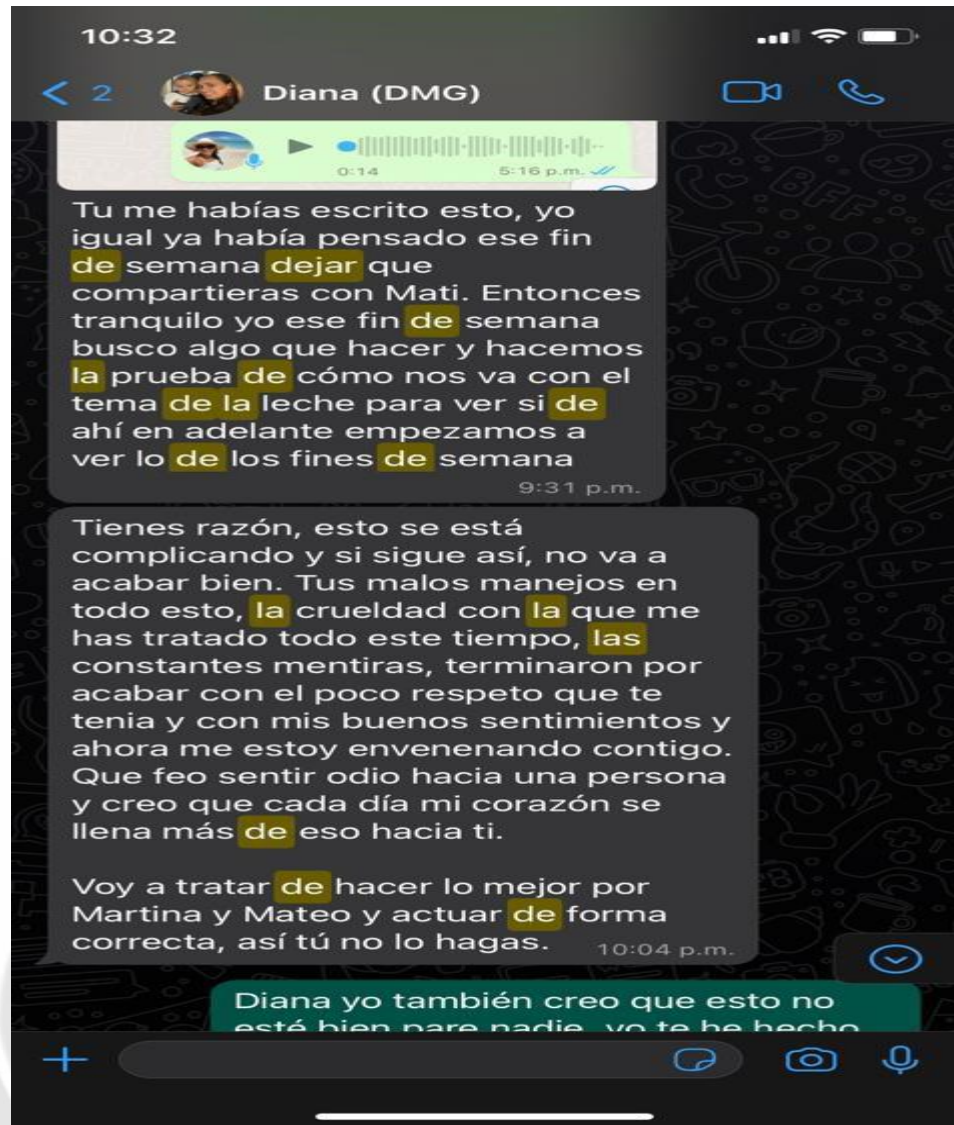 10:32
2 Diana (DMG)
0:14 5:16 p.m.
Tu me habías escrito esto, yo
igual ya había pensado ese fin
de semana dejar que
compartieras con Mati. Entonces
tranquilo yo ese fin de semana
busco algo que hacer y hacemos
la prueba de cómo nos va con el
tema de la leche para ver si de
ahí en adelante empezamos a
ver lo de los fines de semana
9:31 p.m.
Tienes razón, esto se está
complicando y si sigue así, no va a
acabar bien. Tus malos manejos en
todo esto, la crueldad con la que me
has tratado todo este tiempo, las
constantes mentiras, terminaron por
acabar con el poco respeto que te
tenia y con mis buenos sentimientos y
ahora me estoy envenenando contigo.
Que feo sentir odio hacia una persona
y creo que cada día mi corazón se
llena más de eso hacia ti.
Voy a tratar de hacer lo mejor por
Martina y Mateo y actuar de forma
correcta, así tú no lo hagas. 10:04 p.m.
Diana yo también creo que esto no
esté bien pare nadie, yo te he hecho